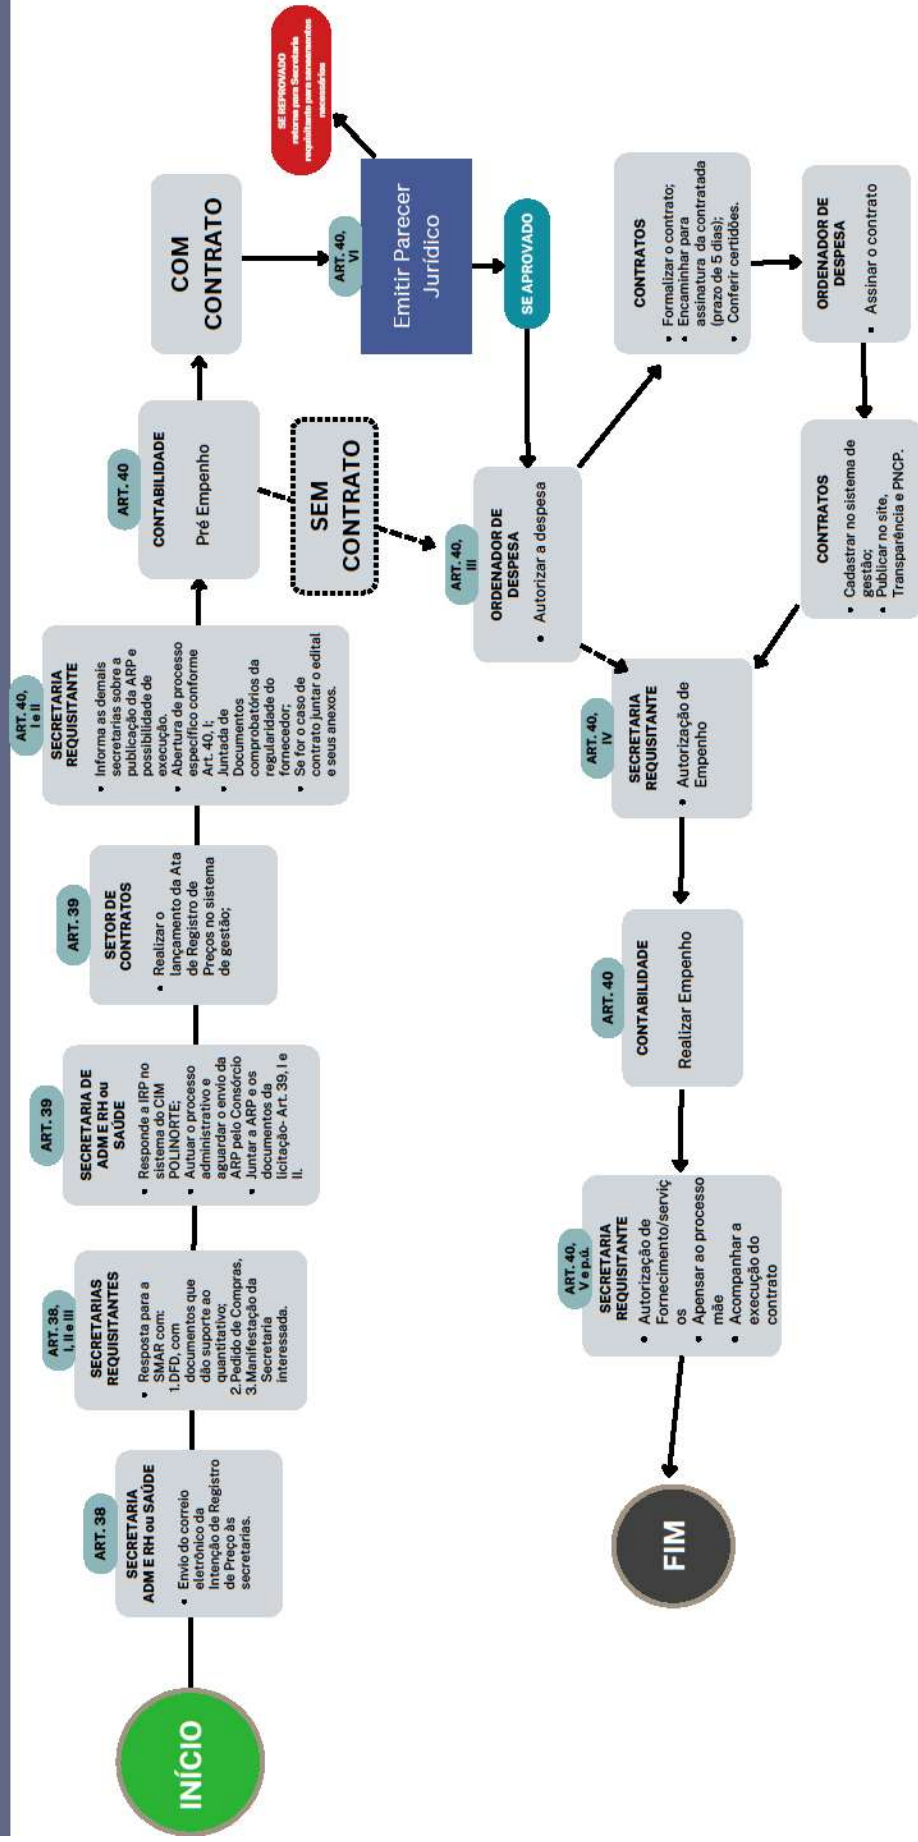 INÍCIO
ART. 38
SECRETARIA
ADM E RH ou SAÚDE
• Envio do correio
eletrônico da
Intenção de Registro
de Preço às
secretarias.
ART. 38,
I, II e III
SECRETARIAS
REQUISITANTES
• Resposta para a
SMAR com:
1. DFD, com
documentos que
dão suporte ao
quantitativo;
2. Pedido de Compras,
3. Manifestação da
Secretaria
interessada.
ART. 39
SECRETARIA DE
ADM E RH ou
SAÚDE
• Responde a IRP no
sistema do CIM
POLINORTE;
• Autuar o processo
administrativo e
aguardar o envio da
ARP pelo Consórcio
• Juntar a ARP e os
documentos da
licitação- Art. 39, I e
II.
ART. 39
SETOR DE
CONTRATOS
• Realizar o
lançamento da Ata
de Registro de
Preços no sistema
de gestão;
ART. 40,
I e II
SECRETARIA
REQUISITANTE
• Informa as demais
secretarias sobre a
publicação da ARP e
possibilidade de
execução.
• Abertura de processo
específico conforme
Art. 40, I;
• Juntada de
Documentos
comprobatórios da
regularidade do
fornecedor;
• Se for o caso de
contrato juntar o edital
e seus anexos.
ART. 40
CONTABILIDADE
Pré Empenho
COM
CONTRATO
SEM
CONTRATO
ART. 40,
VI
Emitir Parecer
Jurídico
SE REPROVADO
retorna para Secretaria
requisitante para saneamentos
necessários
SE APROVADO
ART. 40,
III
ORDENADOR DE
DESPESA
• Autorizar a despesa
CONTRATOS
• Formalizar o contrato;
• Encaminhar para
assinatura da contratada
(prazo de 5 dias);
• Conferir certidões.
ORDENADOR DE
DESPESA
• Assinar o contrato
CONTRATOS
• Cadastrar no sistema de
gestão;
• Publicar no site,
Transparência e PNCP.
ART. 40,
IV
SECRETARIA
REQUISITANTE
• Autorização de
Empenho
ART. 40
CONTABILIDADE
Realizar Empenho
ART. 40,
V e p.ú.
SECRETARIA
REQUISITANTE
• Autorização de
Fornecimento/serviç
os
• Apensar ao processo
mãe
• Acompanhar a
execução do
contrato
FIM